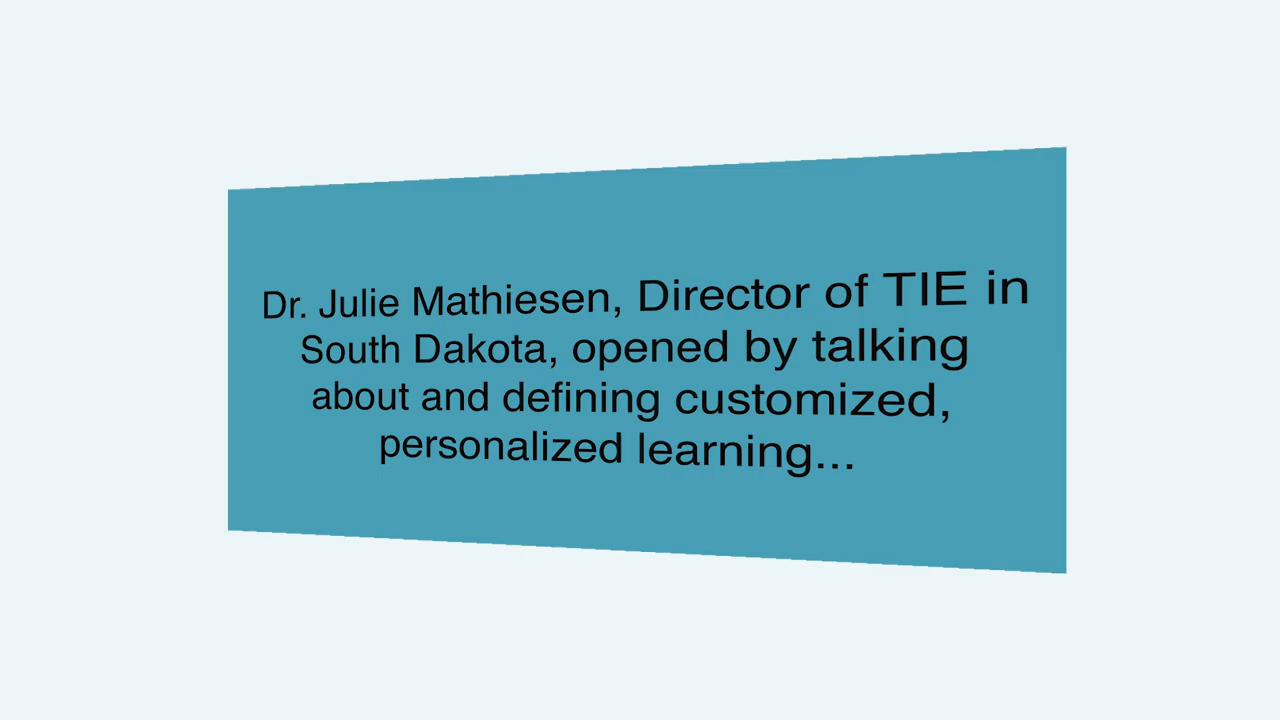 Dr. Julie Mathiesen, Director of TIE in
South Dakota, opened by talking
about and defining customized,
personalized learning...